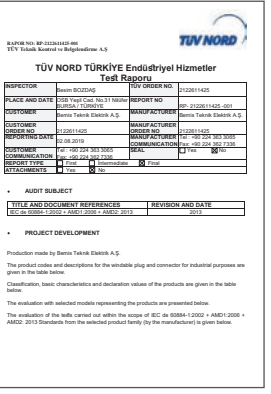 TUV NORD
RAPOR NO: RP-2122611425-001
TÜV Teknik Kontrol ve Belgelendirme A.Ş.
TÜV NORD TÜRKİYE Endüstriyel Hizmetler
Test Raporu
INSPECTOR Besim BOZDAŞ TÜV ORDER NO. 2122611425
PLACE AND DATE OSB Yeşil Cad. No.31 Nilüfer BURSA / TÜRKİYE REPORT NO RP- 2122611425 -001
CUSTOMER Bemis Teknik Elektrik A.Ş. MANUFACTURER Bemis Teknik Elektrik A.Ş.
CUSTOMER ORDER NO 2122611425 MANUFACTURER ORDER NO 2122611425
REPORTING DATE 02.08.2019 MANUFACTURER COMMUNICATION Tel : +90 224 363 3065 Fax: +90 224 362 7336
CUSTOMER COMMUNICATION Tel : +90 224 363 3065 Fax: +90 224 362 7336 SEAL Yes No
REPORT TYPE First Intermediate Final
ATTACHMENTS Yes No
• AUDIT SUBJECT
TITLE AND DOCUMENT REFERENCES REVISION AND DATE
IEC de 60884-1:2002 + AMD1:2006 + AMD2: 2013 2013
• PROJECT DEVELOPMENT
Production made by Bemis Teknik Elektrik A.Ş.
The product codes and descriptions for the windable plug and connector for industrial purposes are
given in the table below.
Classification, basic characteristics and declaration values of the products are given in the table
below.
The evaluation with selected models representing the products are presented below.
The evaluation of the tests carried out within the scope of IEC de 60884-1:2002 + AMD1:2006 +
AMD2: 2013 Standards from the selected product family (by the manufacturer) is given below.